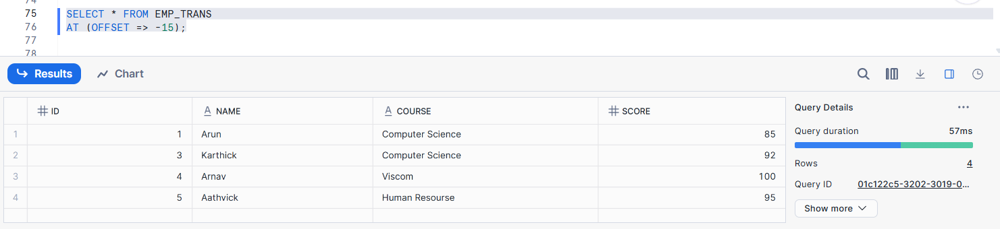 74
75 SELECT * FROM EMP_TRANS
76 AT (OFFSET => -15);
77
78
Results Chart
ID NAME COURSE SCORE
1 1 Arun Computer Science 85
2 3 Karthick Computer Science 92
3 4 Arnav Viscom 100
4 5 Aathvick Human Resourse 95
Query Details ...
Query duration 57ms
Rows 4
Query ID 01c122c5-3202-3019-0...
Show more